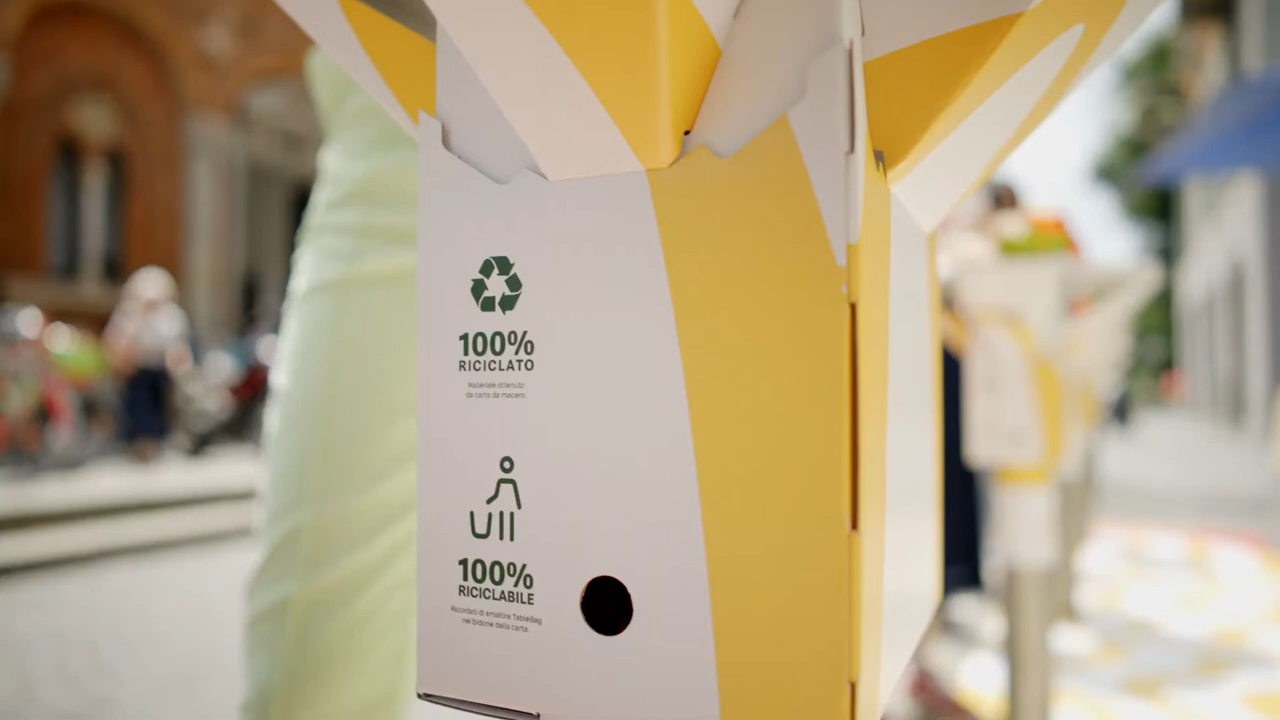 100%
RICICLATO
Materiale ottenuto
da carta da macero.
100%
RICICLABILE
Ricordati di smaltire TableBag
nel bidone della carta.